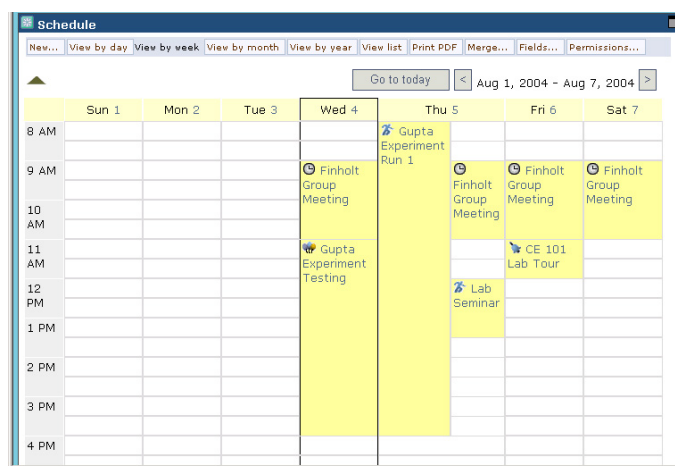 Schedule
New... View by day View by week View by month View by year View list Print PDF Merge... Fields... Permissions...
Go to today < Aug 1, 2004 - Aug 7, 2004 >
Sun 1 Mon 2 Tue 3 Wed 4 Thu 5 Fri 6 Sat 7
8 AM
Gupta
Experiment
Run 1
9 AM
Finholt
Group
Meeting
Finholt
Group
Meeting
Finholt
Group
Meeting
Finholt
Group
Meeting
10
AM
11
AM
Gupta
Experiment
Testing
CE 101
Lab Tour
12
PM
Lab
Seminar
1 PM
2 PM
3 PM
4 PM